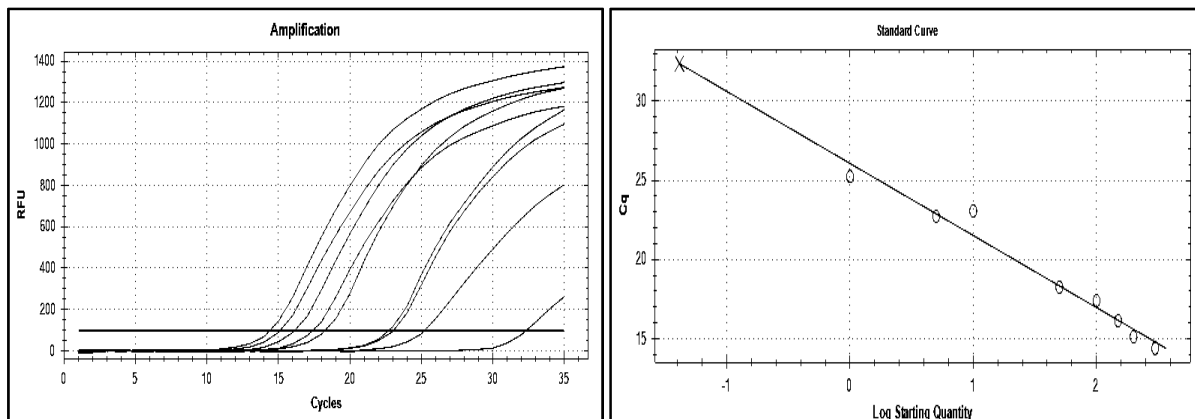 Amplification
1400
1200
1000
800
600
400
200
0
RFU
0 5 10 15 20 25 30 35
Cycles
Standard Curve
30
25
20
15
Cq
-1 0 1 2
Log Starting Quantity